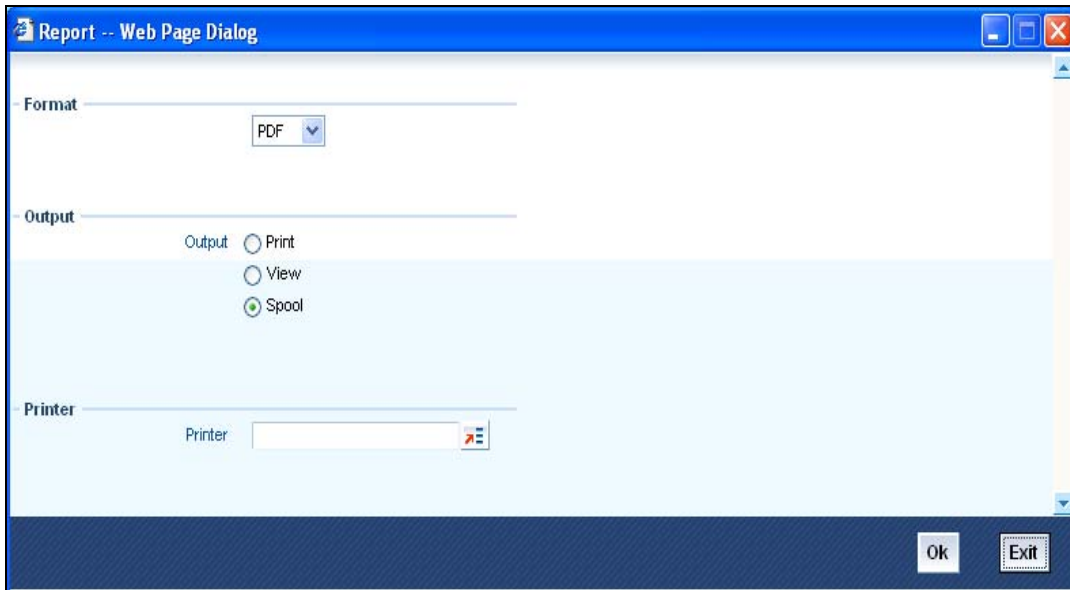 Report -- Web Page Dialog
Format
PDF
Output
Output Print
View
Spool
Printer
Printer
Ok Exit